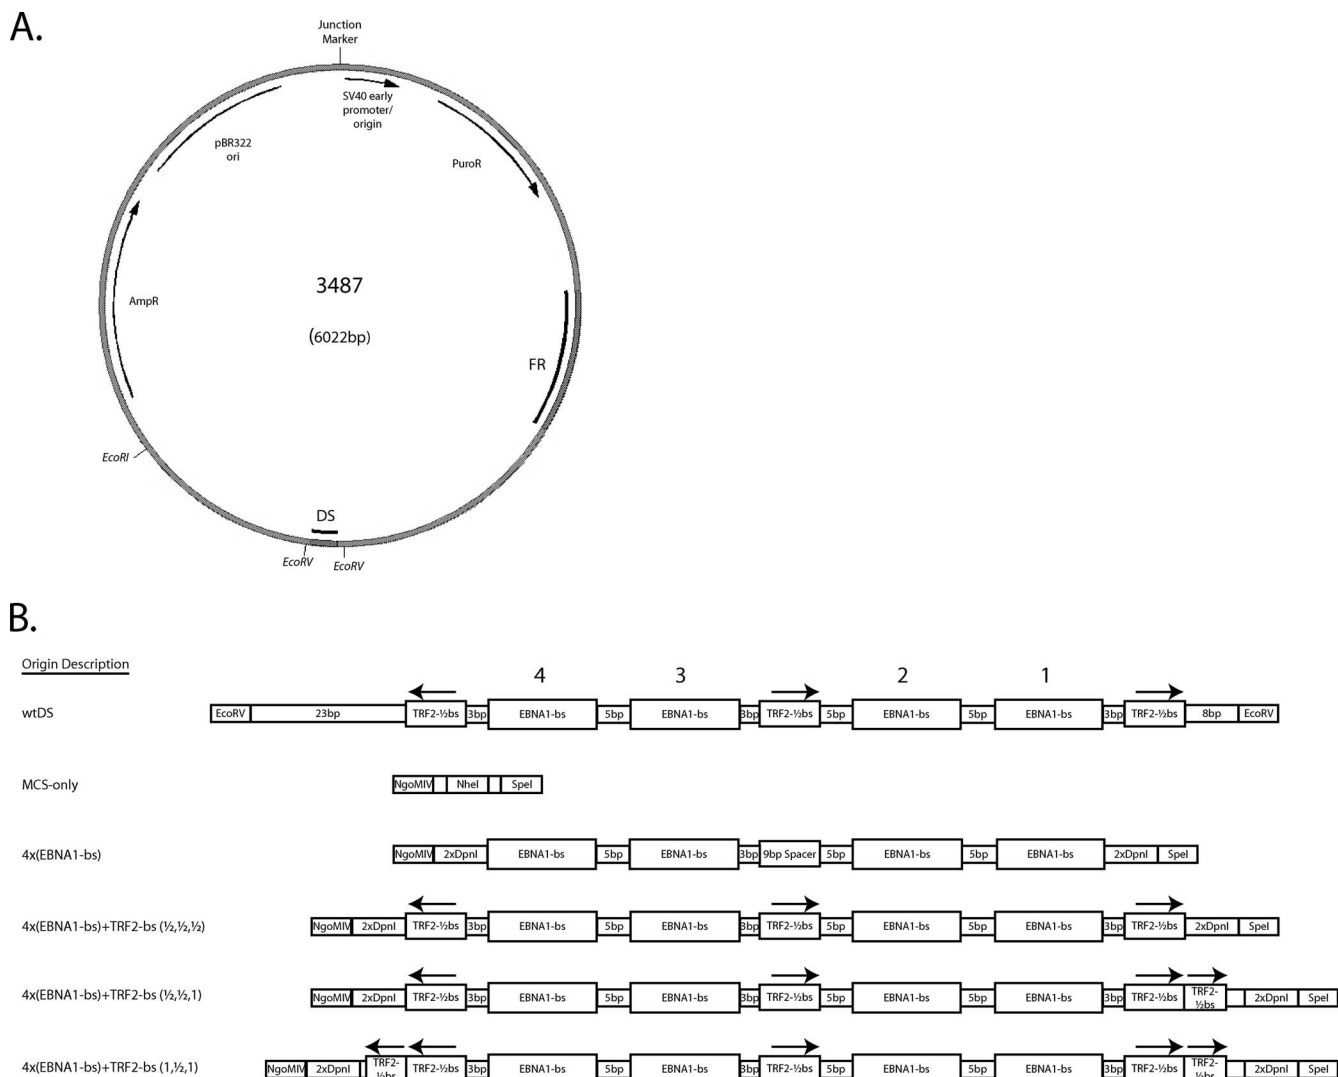 A.
Junction
Marker
SV40 early
promoter/
origin
pBR322
ori
PuroR
AmpR
3487
(6022bp)
FR
EcoRI
DS
EcoRV
EcoRV
B.
Origin Description
4 3 2 1
wtDS EcoRV 23bp TRF2-½bs 3bp EBNA1-bs 5bp EBNA1-bs 3bp TRF2-½bs 5bp EBNA1-bs 5bp EBNA1-bs 3bp TRF2-½bs 8bp EcoRV
MCS-only NgoMIV NheI SpeI
4x(EBNA1-bs) NgoMIV 2xDpnI EBNA1-bs 5bp EBNA1-bs 3bp 9bp Spacer 5bp EBNA1-bs 5bp EBNA1-bs 2xDpnI SpeI
4x(EBNA1-bs)+TRF2-bs (½,½,½) NgoMIV 2xDpnI TRF2-½bs 3bp EBNA1-bs 5bp EBNA1-bs 3bp TRF2-½bs 5bp EBNA1-bs 5bp EBNA1-bs 3bp TRF2-½bs 2xDpnI SpeI
4x(EBNA1-bs)+TRF2-bs (½,½,1) NgoMIV 2xDpnI TRF2-½bs 3bp EBNA1-bs 5bp EBNA1-bs 3bp TRF2-½bs 5bp EBNA1-bs 5bp EBNA1-bs 3bp TRF2-½bs TRF2-½bs 2xDpnI SpeI
4x(EBNA1-bs)+TRF2-bs (1,½,1) NgoMIV 2xDpnI TRF2-½bs TRF2-½bs 3bp EBNA1-bs 5bp EBNA1-bs 3bp TRF2-½bs 5bp EBNA1-bs 5bp EBNA1-bs 3bp TRF2-½bs TRF2-½bs 2xDpnI SpeI